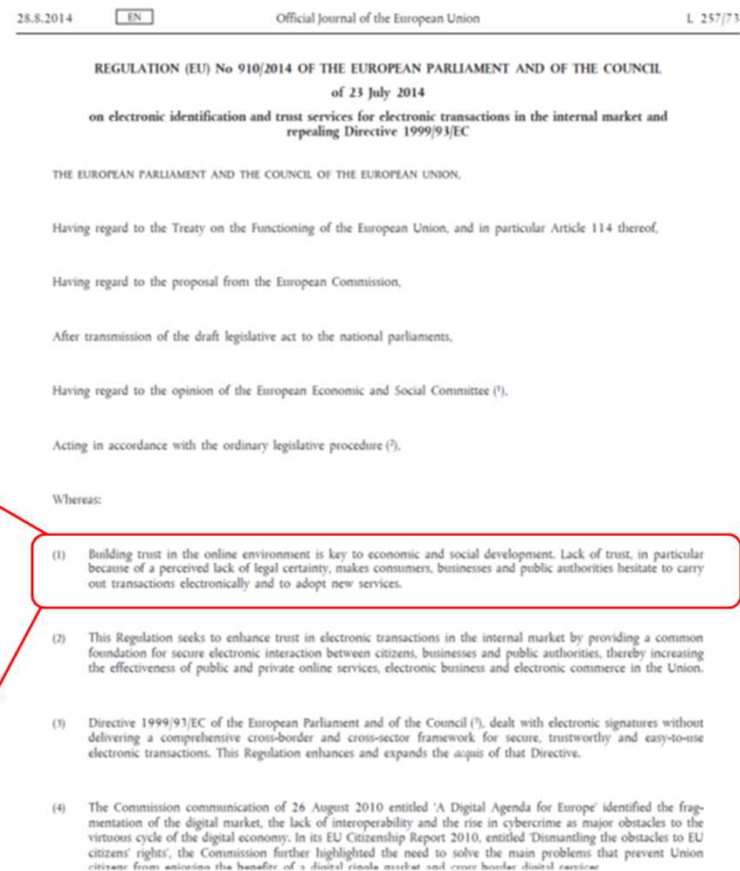 28.8.2014 EN Official Journal of the European Union L 257/73
REGULATION (EU) No 910/2014 OF THE EUROPEAN PARLIAMENT AND OF THE COUNCIL
of 23 July 2014
on electronic identification and trust services for electronic transactions in the internal market and
repealing Directive 1999/93/EC
THE EUROPEAN PARLIAMENT AND THE COUNCIL OF THE EUROPEAN UNION,
Having regard to the Treaty on the Functioning of the European Union, and in particular Article 114 thereof,
Having regard to the proposal from the European Commission,
After transmission of the draft legislative act to the national parliaments,
Having regard to the opinion of the European Economic and Social Committee (¹),
Acting in accordance with the ordinary legislative procedure (²),
Whereas:
(1) Building trust in the online environment is key to economic and social development. Lack of trust, in particular
because of a perceived lack of legal certainty, makes consumers, businesses and public authorities hesitate to carry
out transactions electronically and to adopt new services.
(2) This Regulation seeks to enhance trust in electronic transactions in the internal market by providing a common
foundation for secure electronic interaction between citizens, businesses and public authorities, thereby increasing
the effectiveness of public and private online services, electronic business and electronic commerce in the Union.
(3) Directive 1999/93/EC of the European Parliament and of the Council (³), dealt with electronic signatures without
delivering a comprehensive cross-border and cross-sector framework for secure, trustworthy and easy-to-use
electronic transactions. This Regulation enhances and expands the acquis of that Directive.
(4) The Commission communication of 26 August 2010 entitled 'A Digital Agenda for Europe' identified the frag-
mentation of the digital market, the lack of interoperability and the rise in cybercrime as major obstacles to the
virtuous cycle of the digital economy. In its EU Citizenship Report 2010, entitled 'Dismantling the obstacles to EU
citizens' rights', the Commission further highlighted the need to solve the main problems that prevent Union
citizens from enjoying the benefits of a digital single market and cross-border digital services.